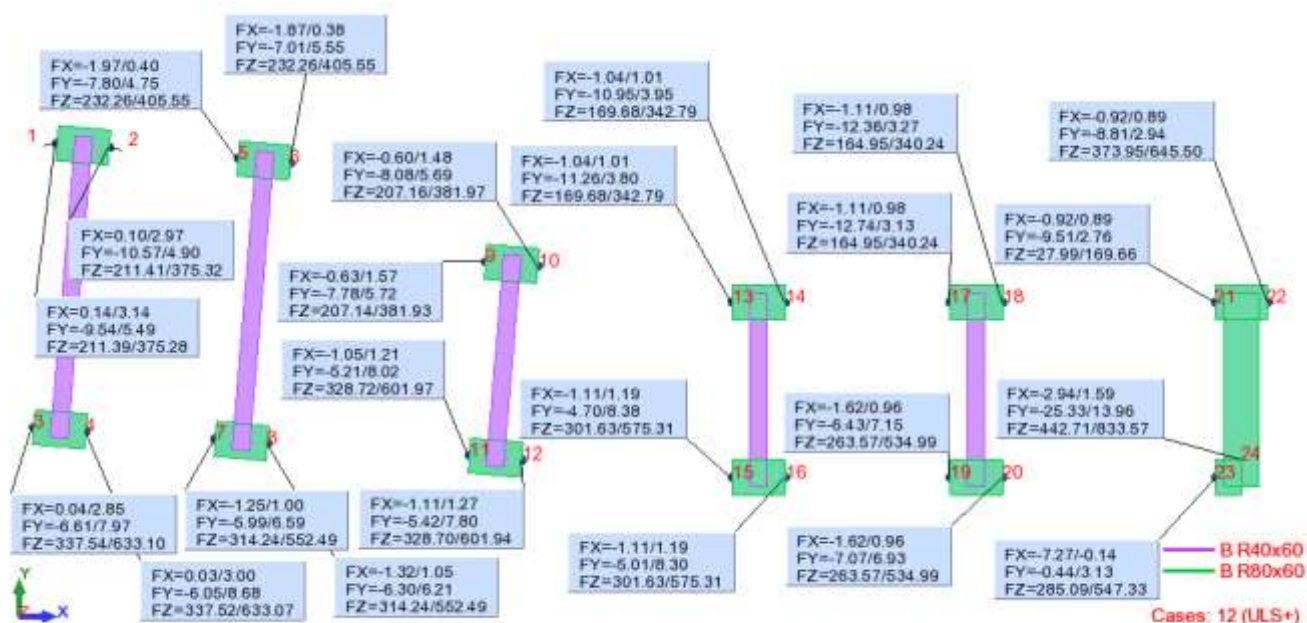 FX=-1.87/0.38
FY=-7.01/5.55
FZ=232.26/405.55
FX=-1.97/0.40
FY=-7.80/4.75
FZ=232.26/405.55
FX=-1.04/1.01
FY=-10.95/3.95
FZ=169.68/342.79
FX=-1.11/0.98
FY=-12.36/3.27
FZ=164.95/340.24
FX=-0.92/0.89
FY=-8.81/2.94
FZ=373.95/645.50
1
2
5
6
FX=-0.60/1.48
FY=-8.08/5.69
FZ=207.16/381.97
FX=-1.04/1.01
FY=-11.26/3.80
FZ=169.68/342.79
FX=-1.11/0.98
FY=-12.74/3.13
FZ=164.95/340.24
FX=-0.92/0.89
FY=-9.51/2.76
FZ=27.99/169.66
FX=0.10/2.97
FY=-10.57/4.90
FZ=211.41/375.32
9
10
FX=-0.63/1.57
FY=-7.78/5.72
FZ=207.14/381.93
13
14
17
18
21
22
FX=0.14/3.14
FY=-9.54/5.49
FZ=211.39/375.28
FX=-1.05/1.21
FY=-5.21/8.02
FZ=328.72/601.97
FX=-1.11/1.19
FY=-4.70/8.38
FZ=301.63/575.31
FX=-1.62/0.96
FY=-6.43/7.15
FZ=263.57/534.99
FX=-2.94/1.59
FY=-25.33/13.96
FZ=442.71/833.57
3
4
7
8
11
12
15
16
19
20
23
24
FX=0.04/2.85
FY=-6.61/7.97
FZ=337.54/633.10
FX=-1.25/1.00
FY=-5.99/6.59
FZ=314.24/552.49
FX=-1.11/1.27
FY=-5.42/7.80
FZ=328.70/601.94
FX=-1.11/1.19
FY=-5.01/8.30
FZ=301.63/575.31
FX=-1.62/0.96
FY=-7.07/6.93
FZ=263.57/534.99
FX=-7.27/-0.14
FY=-0.44/3.13
FZ=285.09/547.33
FX=0.03/3.00
FY=-6.05/8.68
FZ=337.52/633.07
FX=-1.32/1.05
FY=-6.30/6.21
FZ=314.24/552.49
B R40x60
B R80x60
Y
Z
X
Cases: 12 (ULS+)